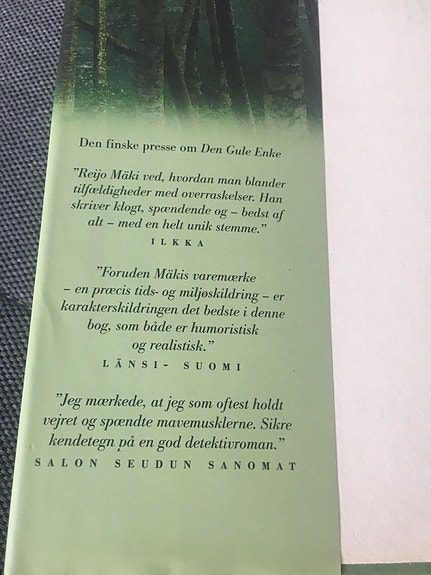 Den finske presse om Den Gule Enke
”Reijo Mäki ved, hvordan man blander
tilfældigheder med overraskelser. Han
skriver klogt, spændende og – bedst af
alt – med en helt unik stemme.”
ILKKA
”Foruden Mäkis varemærke
– en præcis tids- og miljøskildring – er
karakterskildringen det bedste i denne
bog, som både er humoristisk
og realistisk.”
LÄNSI- SUOMI
”Jeg mærkede, at jeg som oftest holdt
vejret og spændte mavemusklerne. Sikre
kendetegn på en god detektivroman.”
SALON SEUDUN SANOMAT